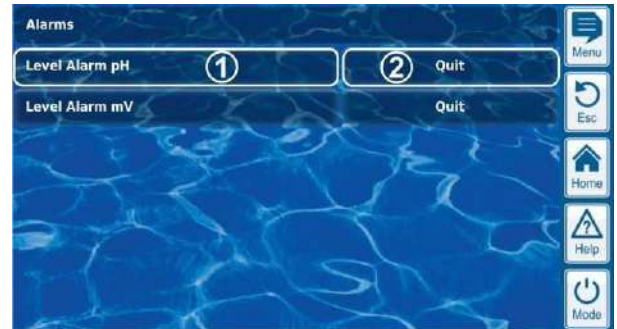 Alarms
Level Alarm pH 1 2 Quit
Level Alarm mV Quit
Menu
Esc
Home
? Help
Mode